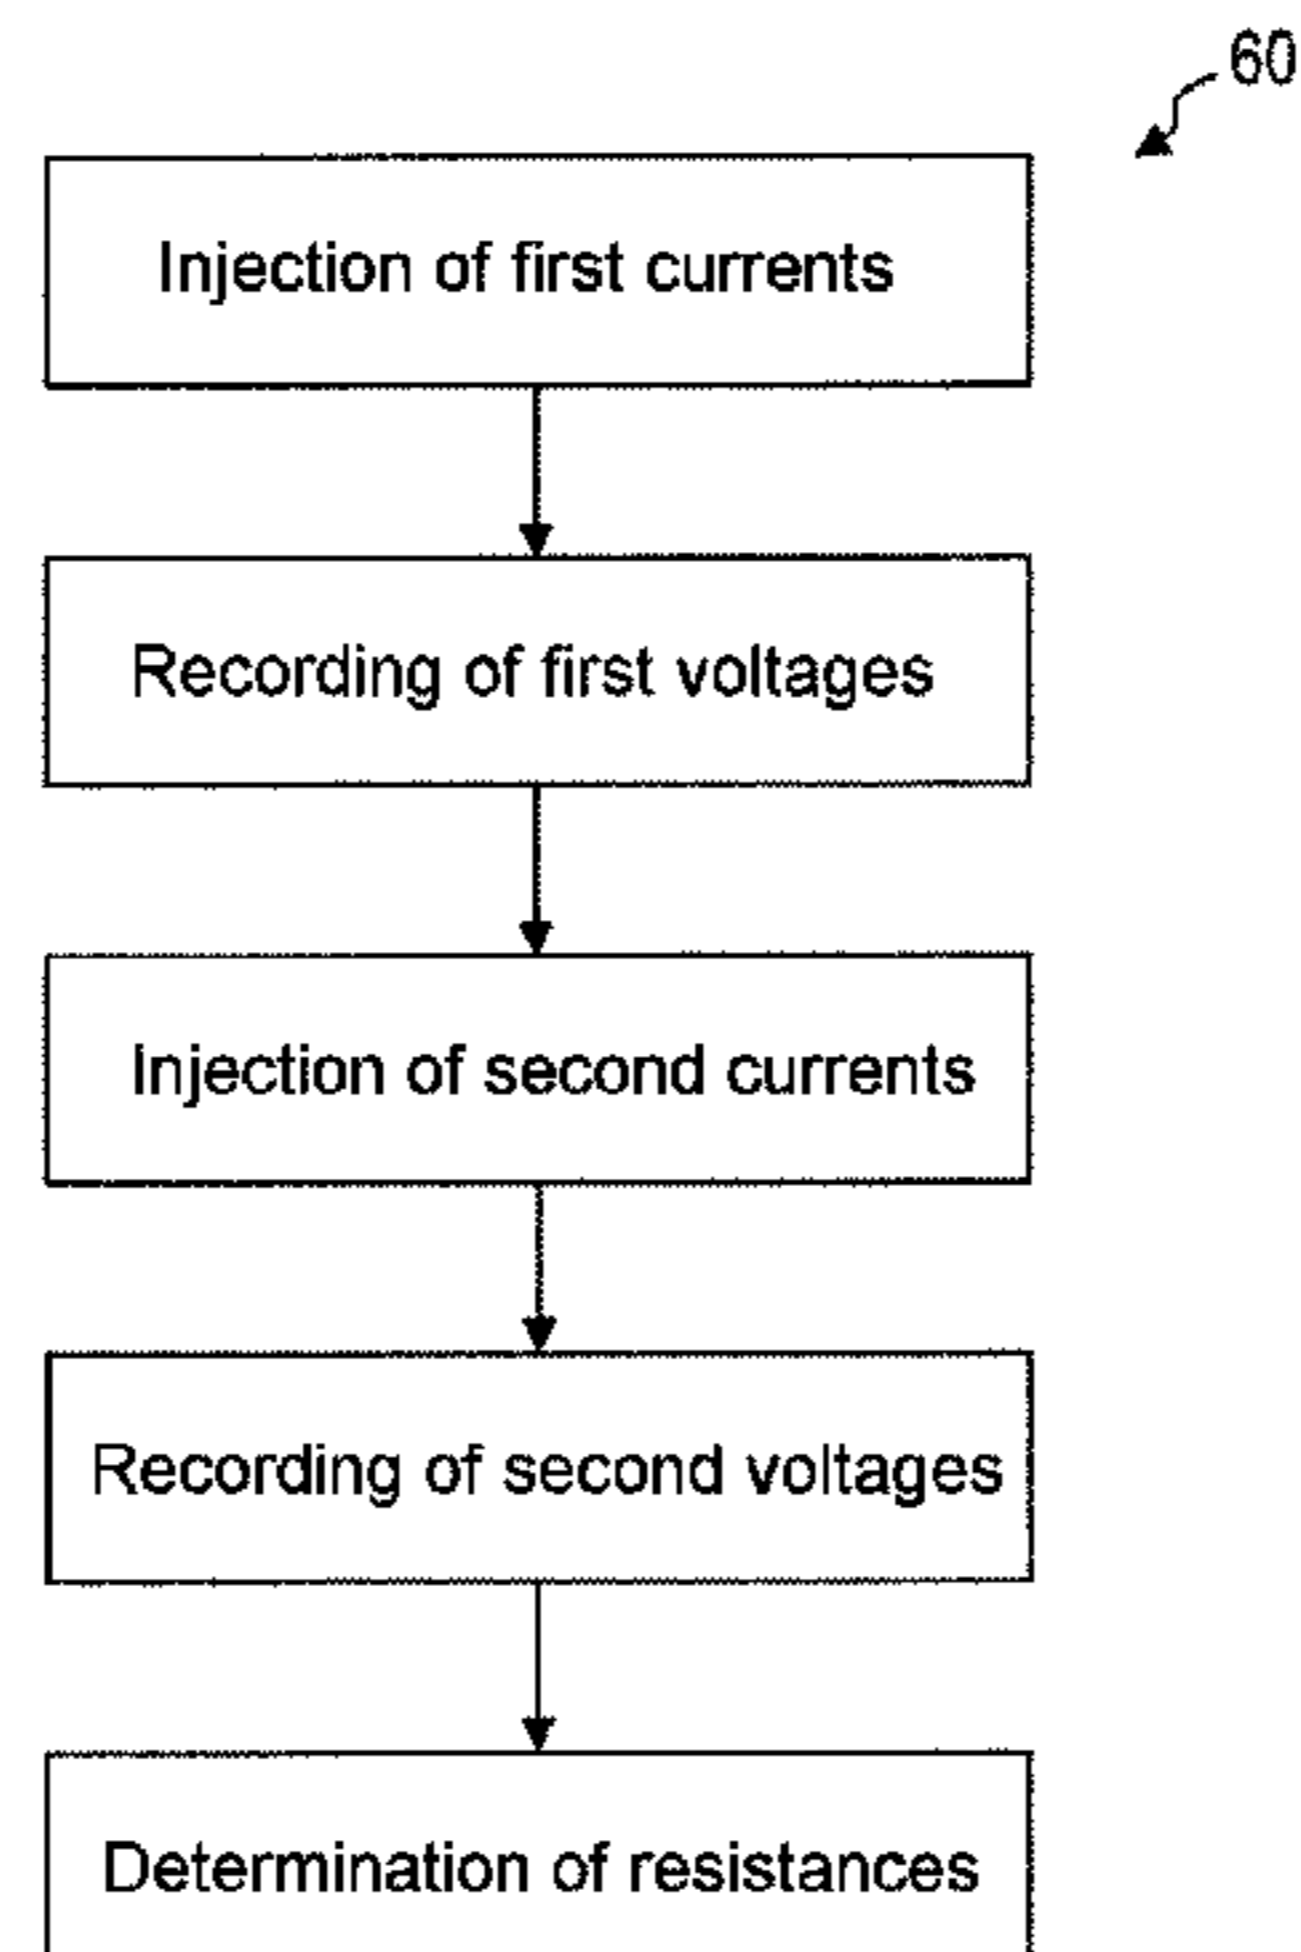 60
Injection of first currents
Recording of first voltages
Injection of second currents
Recording of second voltages
Determination of resistances